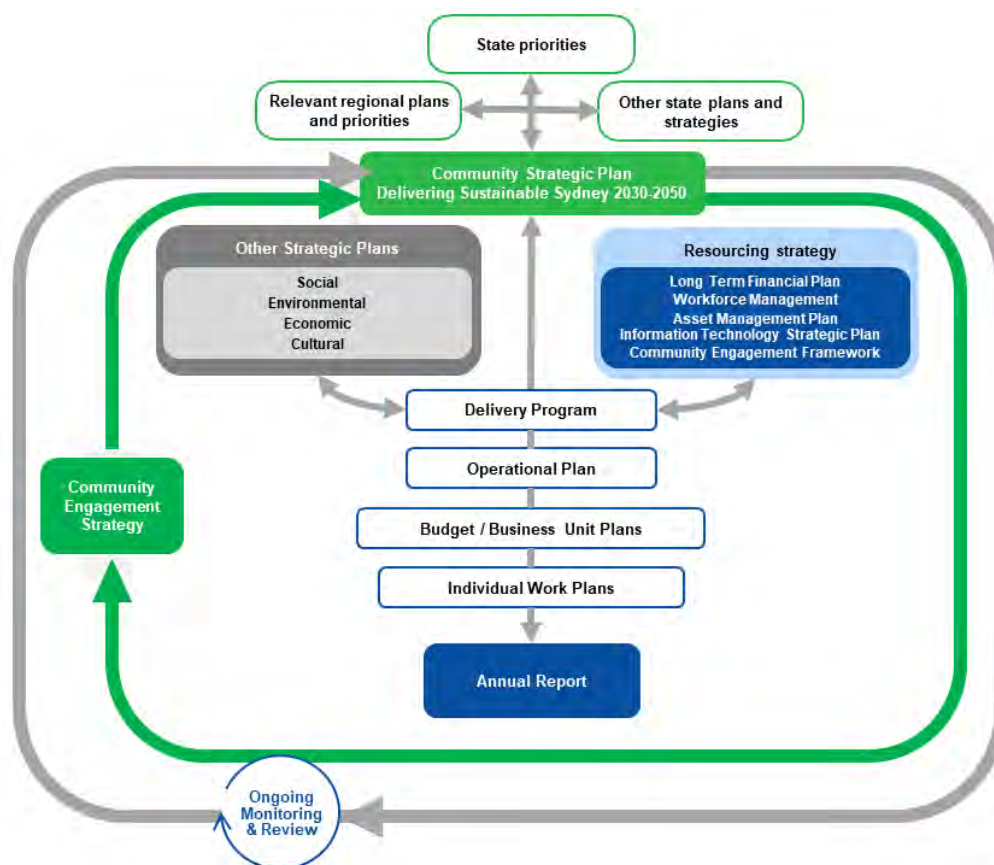 State priorities
Relevant regional plans
and priorities
Other state plans and
strategies
Community Strategic Plan
Delivering Sustainable Sydney 2030-2050
Other Strategic Plans
Social
Environmental
Economic
Cultural
Resourcing strategy
Long Term Financial Plan
Workforce Management
Asset Management Plan
Information Technology Strategic Plan
Community Engagement Framework
Delivery Program
Operational Plan
Budget / Business Unit Plans
Individual Work Plans
Annual Report
Community
Engagement
Strategy
Ongoing
Monitoring
& Review